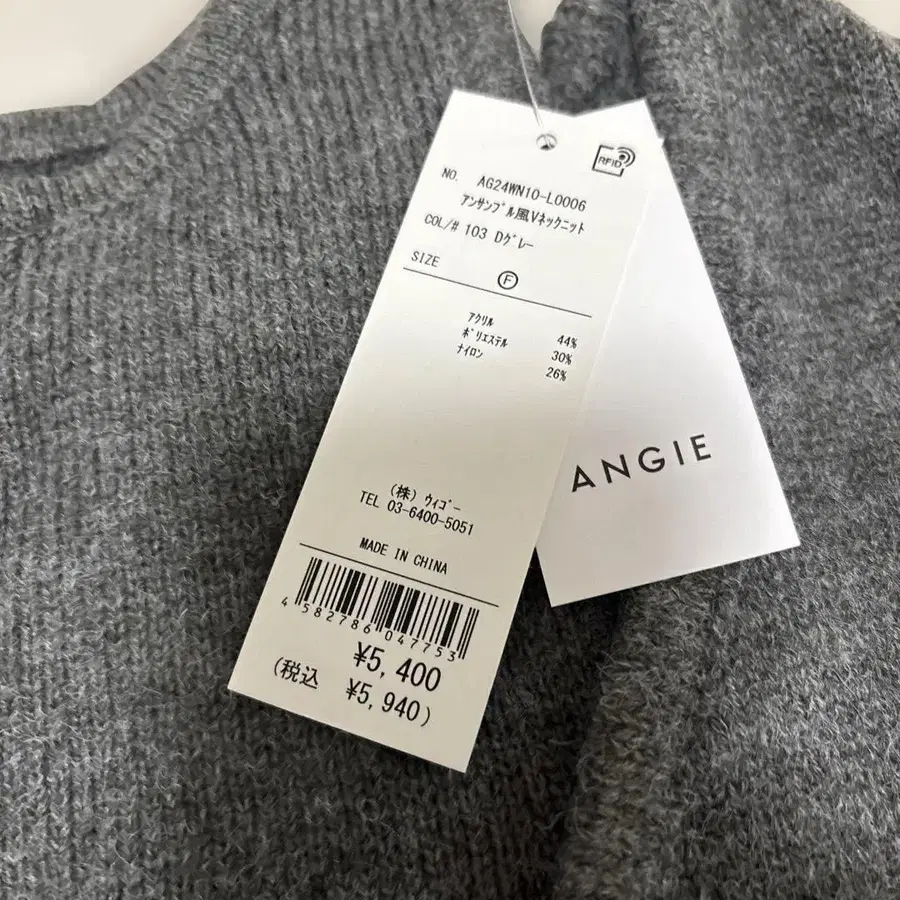 RFID
NO. AG24WN10-L0006
アンサンブル風Vネックニット
COL/# 103 Dグレー
SIZE
F
アクリル 44%
ポリエステル 30%
ナイロン 26%
(株) ウィゴー
TEL 03-6400-5051
MADE IN CHINA
4 582786 047753
¥5,400
(税込 ¥5,940)
ANGIE